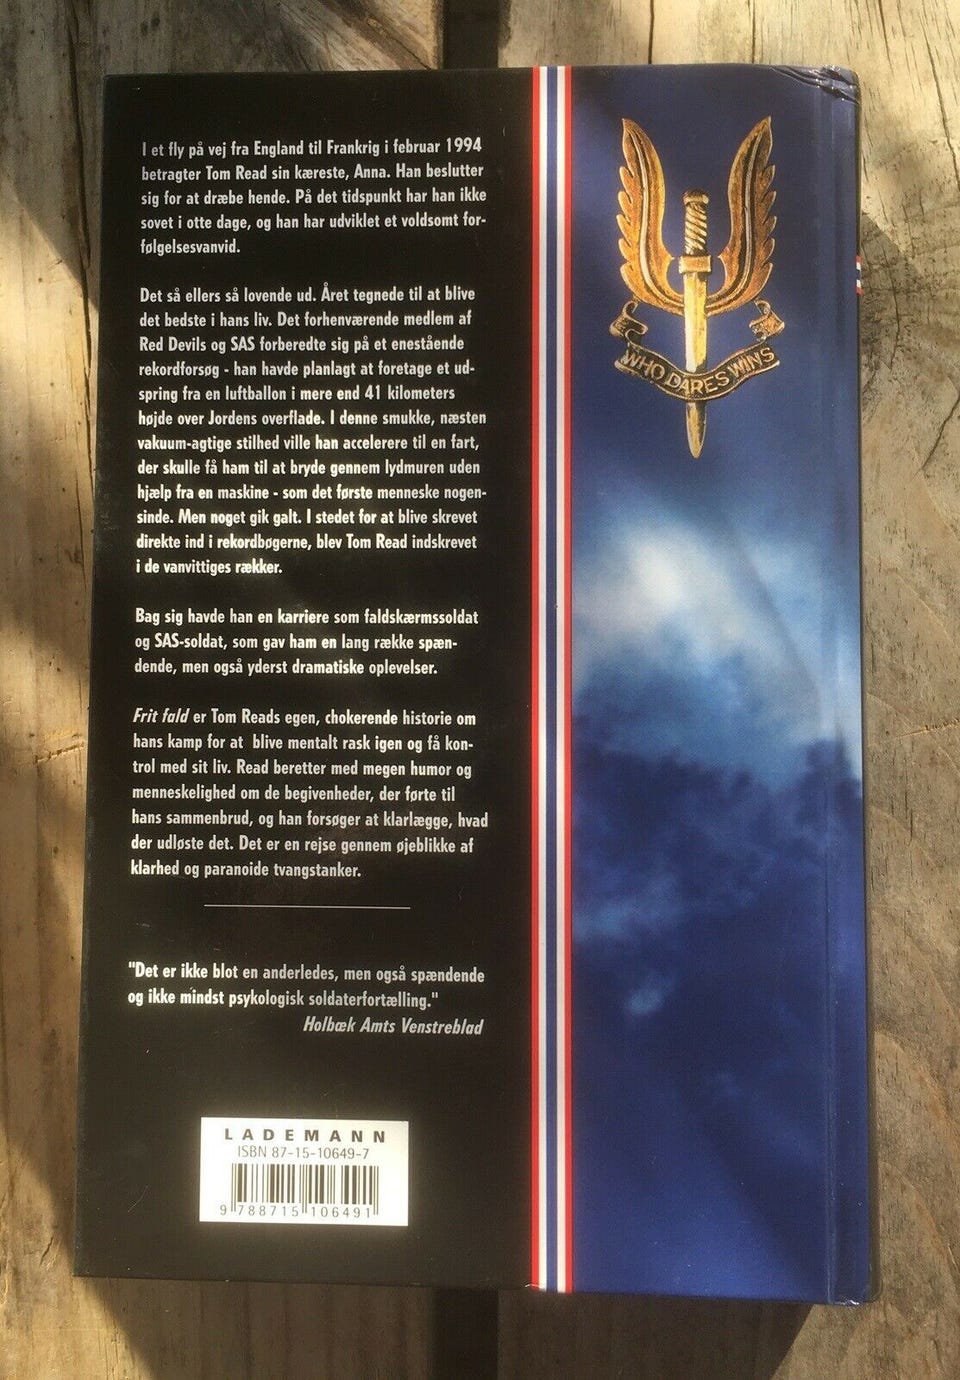 I et fly på vej fra England til Frankrig i februar 1994
betragter Tom Read sin kæreste, Anna. Han beslutter
sig for at dræbe hende. På det tidspunkt har han ikke
sovet i otte dage, og han har udviklet et voldsomt for-
følgelsesvanvid.
Det så ellers så lovende ud. Året tegnede til at blive
det bedste i hans liv. Det forhenværende medlem af
Red Devils og SAS forberedte sig på et enestående
rekordforsøg - han havde planlagt at foretage et ud-
spring fra en luftballon i mere end 41 kilometers
højde over Jordens overflade. I denne smukke, næsten
vakuum-agtige stilhed ville han accelerere til en fart,
der skulle få ham til at bryde gennem lydmuren uden
hjælp fra en maskine - som det første menneske nogen-
sinde. Men noget gik galt. I stedet for at blive skrevet
direkte ind i rekordbøgerne, blev Tom Read indskrevet
i de vanvittiges rækker.
Bag sig havde han en karriere som faldskærmssoldat
og SAS-soldat, som gav ham en lang række spæn-
dende, men også yderst dramatiske oplevelser.
Frit fald er Tom Reads egen, chokerende historie om
hans kamp for at blive mentalt rask igen og få kon-
trol med sit liv. Read beretter med megen humor og
menneskelighed om de begivenheder, der førte til
hans sammenbrud, og han forsøger at klarlægge, hvad
der udløste det. Det er en rejse gennem øjeblikke af
klarhed og paranoide tvangstanker.
"Det er ikke blot en anderledes, men også spændende
og ikke mindst psykologisk soldaterfortælling."
Holbæk Amts Venstreblad
LADEMANN
ISBN 87-15-10649-7
9 788715 106491
WHO DARES WINS